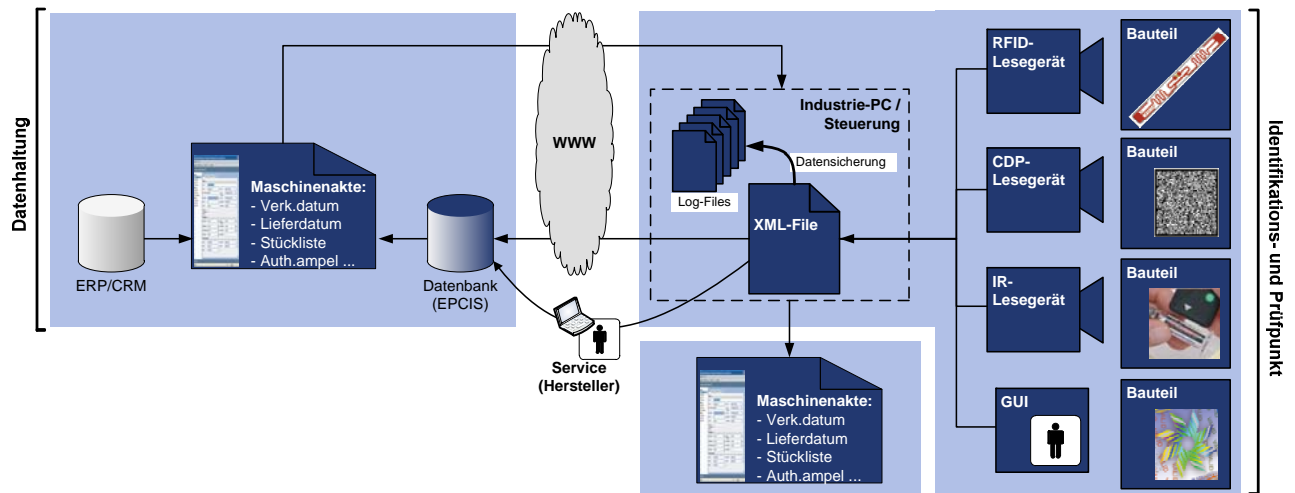 Datenhaltung
ERP/CRM
Maschinenakte:
- Verk.datum
- Lieferdatum
- Stückliste
- Auth.ampel ...
Datenbank
(EPCIS)
WWW
Service
(Hersteller)
Industrie-PC /
Steuerung
Datensicherung
Log-Files
XML-File
Maschinenakte:
- Verk.datum
- Lieferdatum
- Stückliste
- Auth.ampel ...
RFID-
Lesegerät
Bauteil
CDP-
Lesegerät
Bauteil
IR-
Lesegerät
Bauteil
GUI
Bauteil
Identifikations- und Prüfpunkt